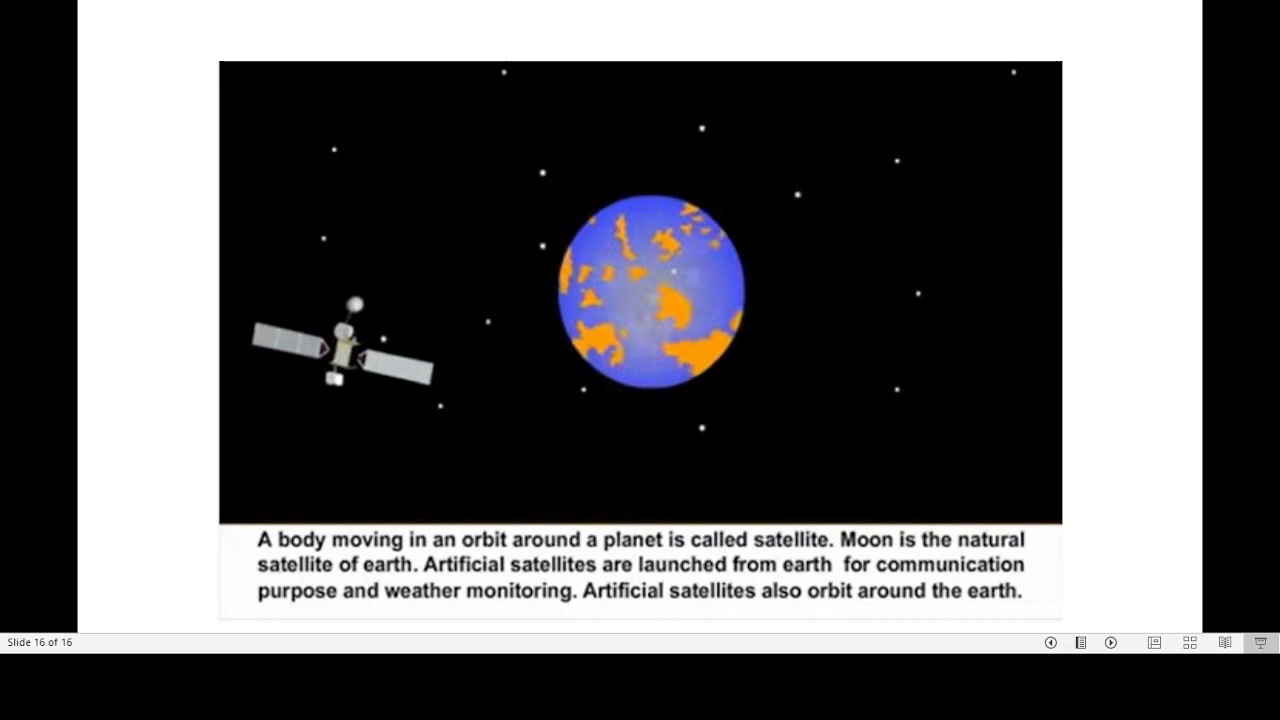 A body moving in an orbit around a planet is called satellite. Moon is the natural
satellite of earth. Artificial satellites are launched from earth  for communication
purpose and weather monitoring. Artificial satellites also orbit around the earth.
Slide 16 of 16